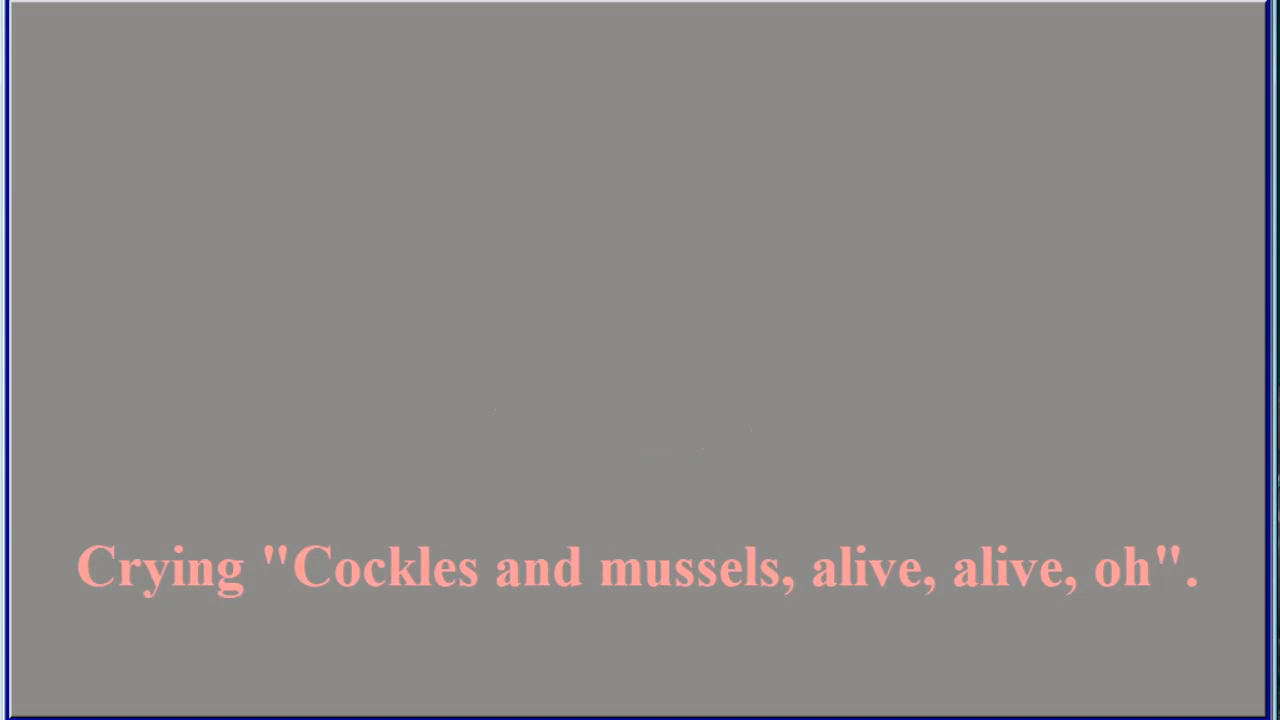 Crying "Cockles and mussels, alive, alive, oh".